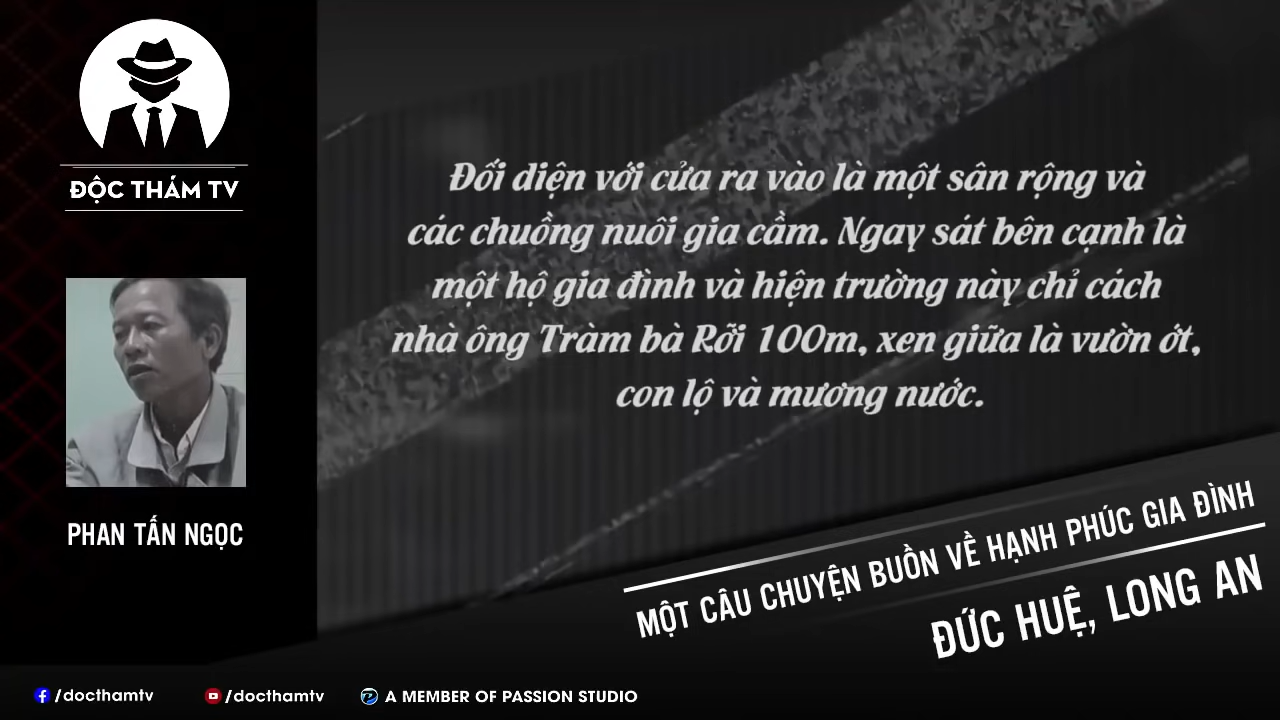 ĐỘC THÁM TV
PHAN TẤN NGỌC
Đối diện với cửa ra vào là một sân rộng và
các chuồng nuôi gia cầm. Ngay sát bên cạnh là
một hộ gia đình và hiện trường này chỉ cách
nhà ông Tràm bà Rỡi 100m, xen giữa là vườn ớt,
con lộ và mương nước.
MỘT CÂU CHUYỆN BUỒN VỀ HẠNH PHÚC GIA ĐÌNH
ĐỨC HUỆ, LONG AN
/docthamtv
/docthamtv
A MEMBER OF PASSION STUDIO